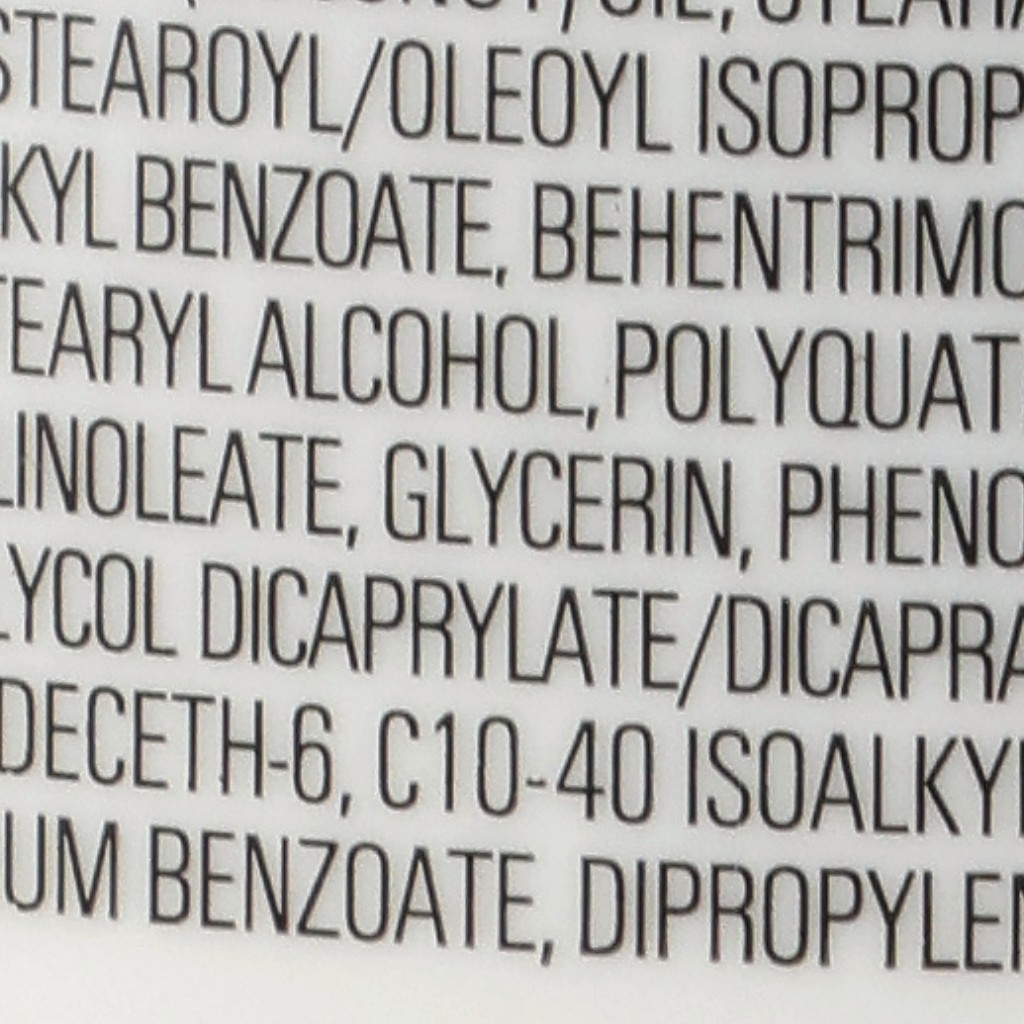 STEAROYL/OLEOYL ISOPROP
KYL BENZOATE, BEHENTRIMO
TEARYL ALCOHOL, POLYQUAT
LINOLEATE, GLYCERIN, PHENO
LYCOL DICAPRYLATE/DICAPRA
DECETH-6, C10-40 ISOALKYL
UM BENZOATE, DIPROPYLEN